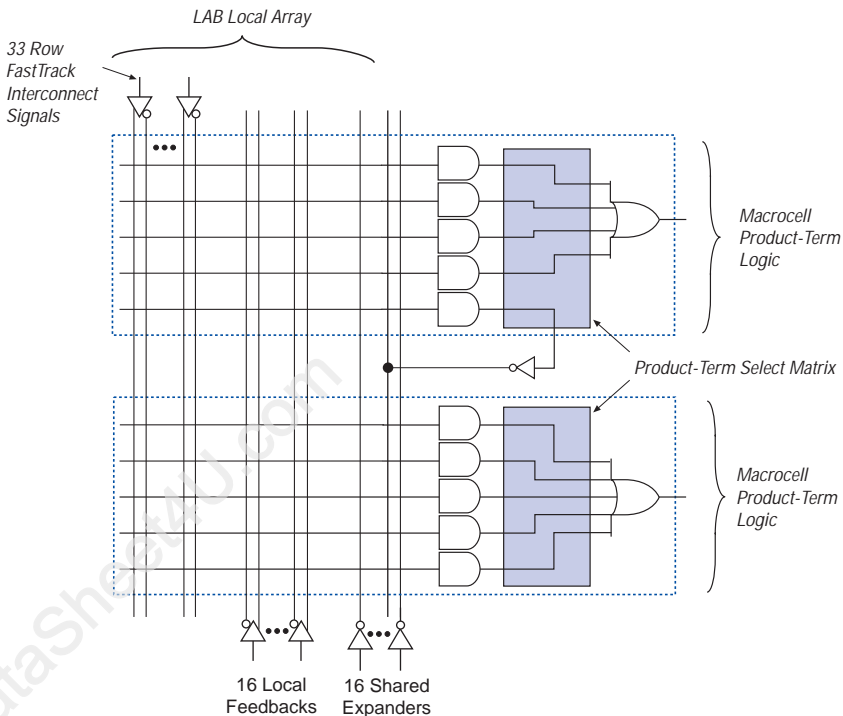 LAB Local Array
33 Row
FastTrack
Interconnect
Signals
Macrocell
Product-Term
Logic
Product-Term Select Matrix
Macrocell
Product-Term
Logic
16 Local
Feedbacks
16 Shared
Expanders
ataSheet4U.com